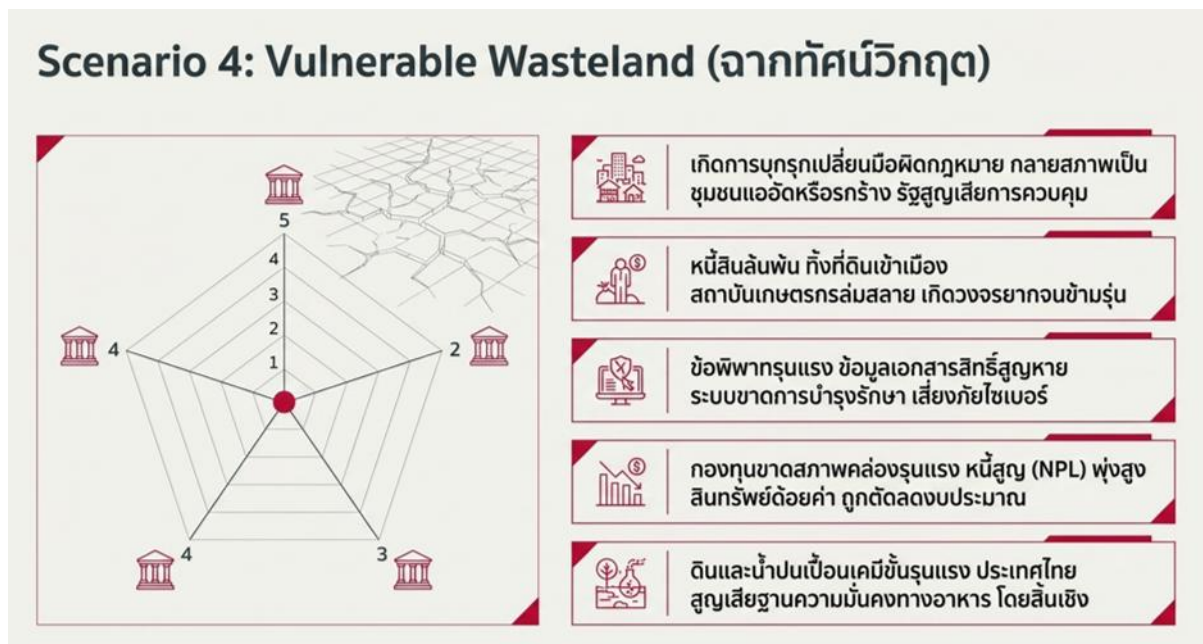 Scenario 4: Vulnerable Wasteland (ฉากทัศน์วิกฤต)
5
4
3
2
1
4
2
4
3
เกิดการบุกรุกเปลี่ยนมือผิดกฎหมาย กลายสภาพเป็น
ชุมชนแออัดหรือรกร้าง รัฐสูญเสียการควบคุม
หนี้สินล้นพ้น ทิ้งที่ดินเข้าเมือง
สถาบันเกษตรกรล่มสลาย เกิดวงจรยากจนข้ามรุ่น
ข้อพิพาทรุนแรง ข้อมูลเอกสารสิทธิ์สูญหาย
ระบบขาดการบำรุงรักษา เสี่ยงภัยไซเบอร์
กองทุนขาดสภาพคล่องรุนแรง หนี้สูญ (NPL) พุ่งสูง
สินทรัพย์ด้อยค่า ถูกตัดลดงบประมาณ
ดินและน้ำปนเปื้อนเคมีขั้นรุนแรง ประเทศไทย
สูญเสียฐานความมั่นคงทางอาหาร โดยสิ้นเชิง